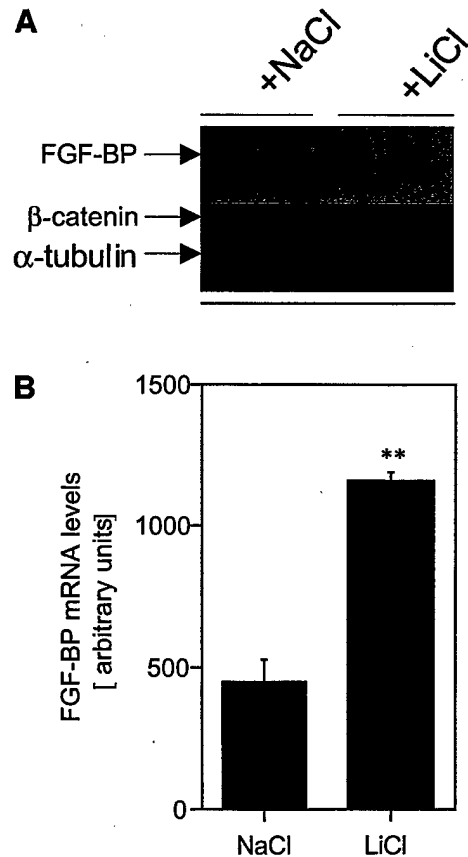 A
+NaCl
+LiCl
FGF-BP
β-catenin
α-tubulin
B
FGF-BP mRNA levels
[ arbitrary units]
1500
1000
500
0
**
NaCl
LiCl